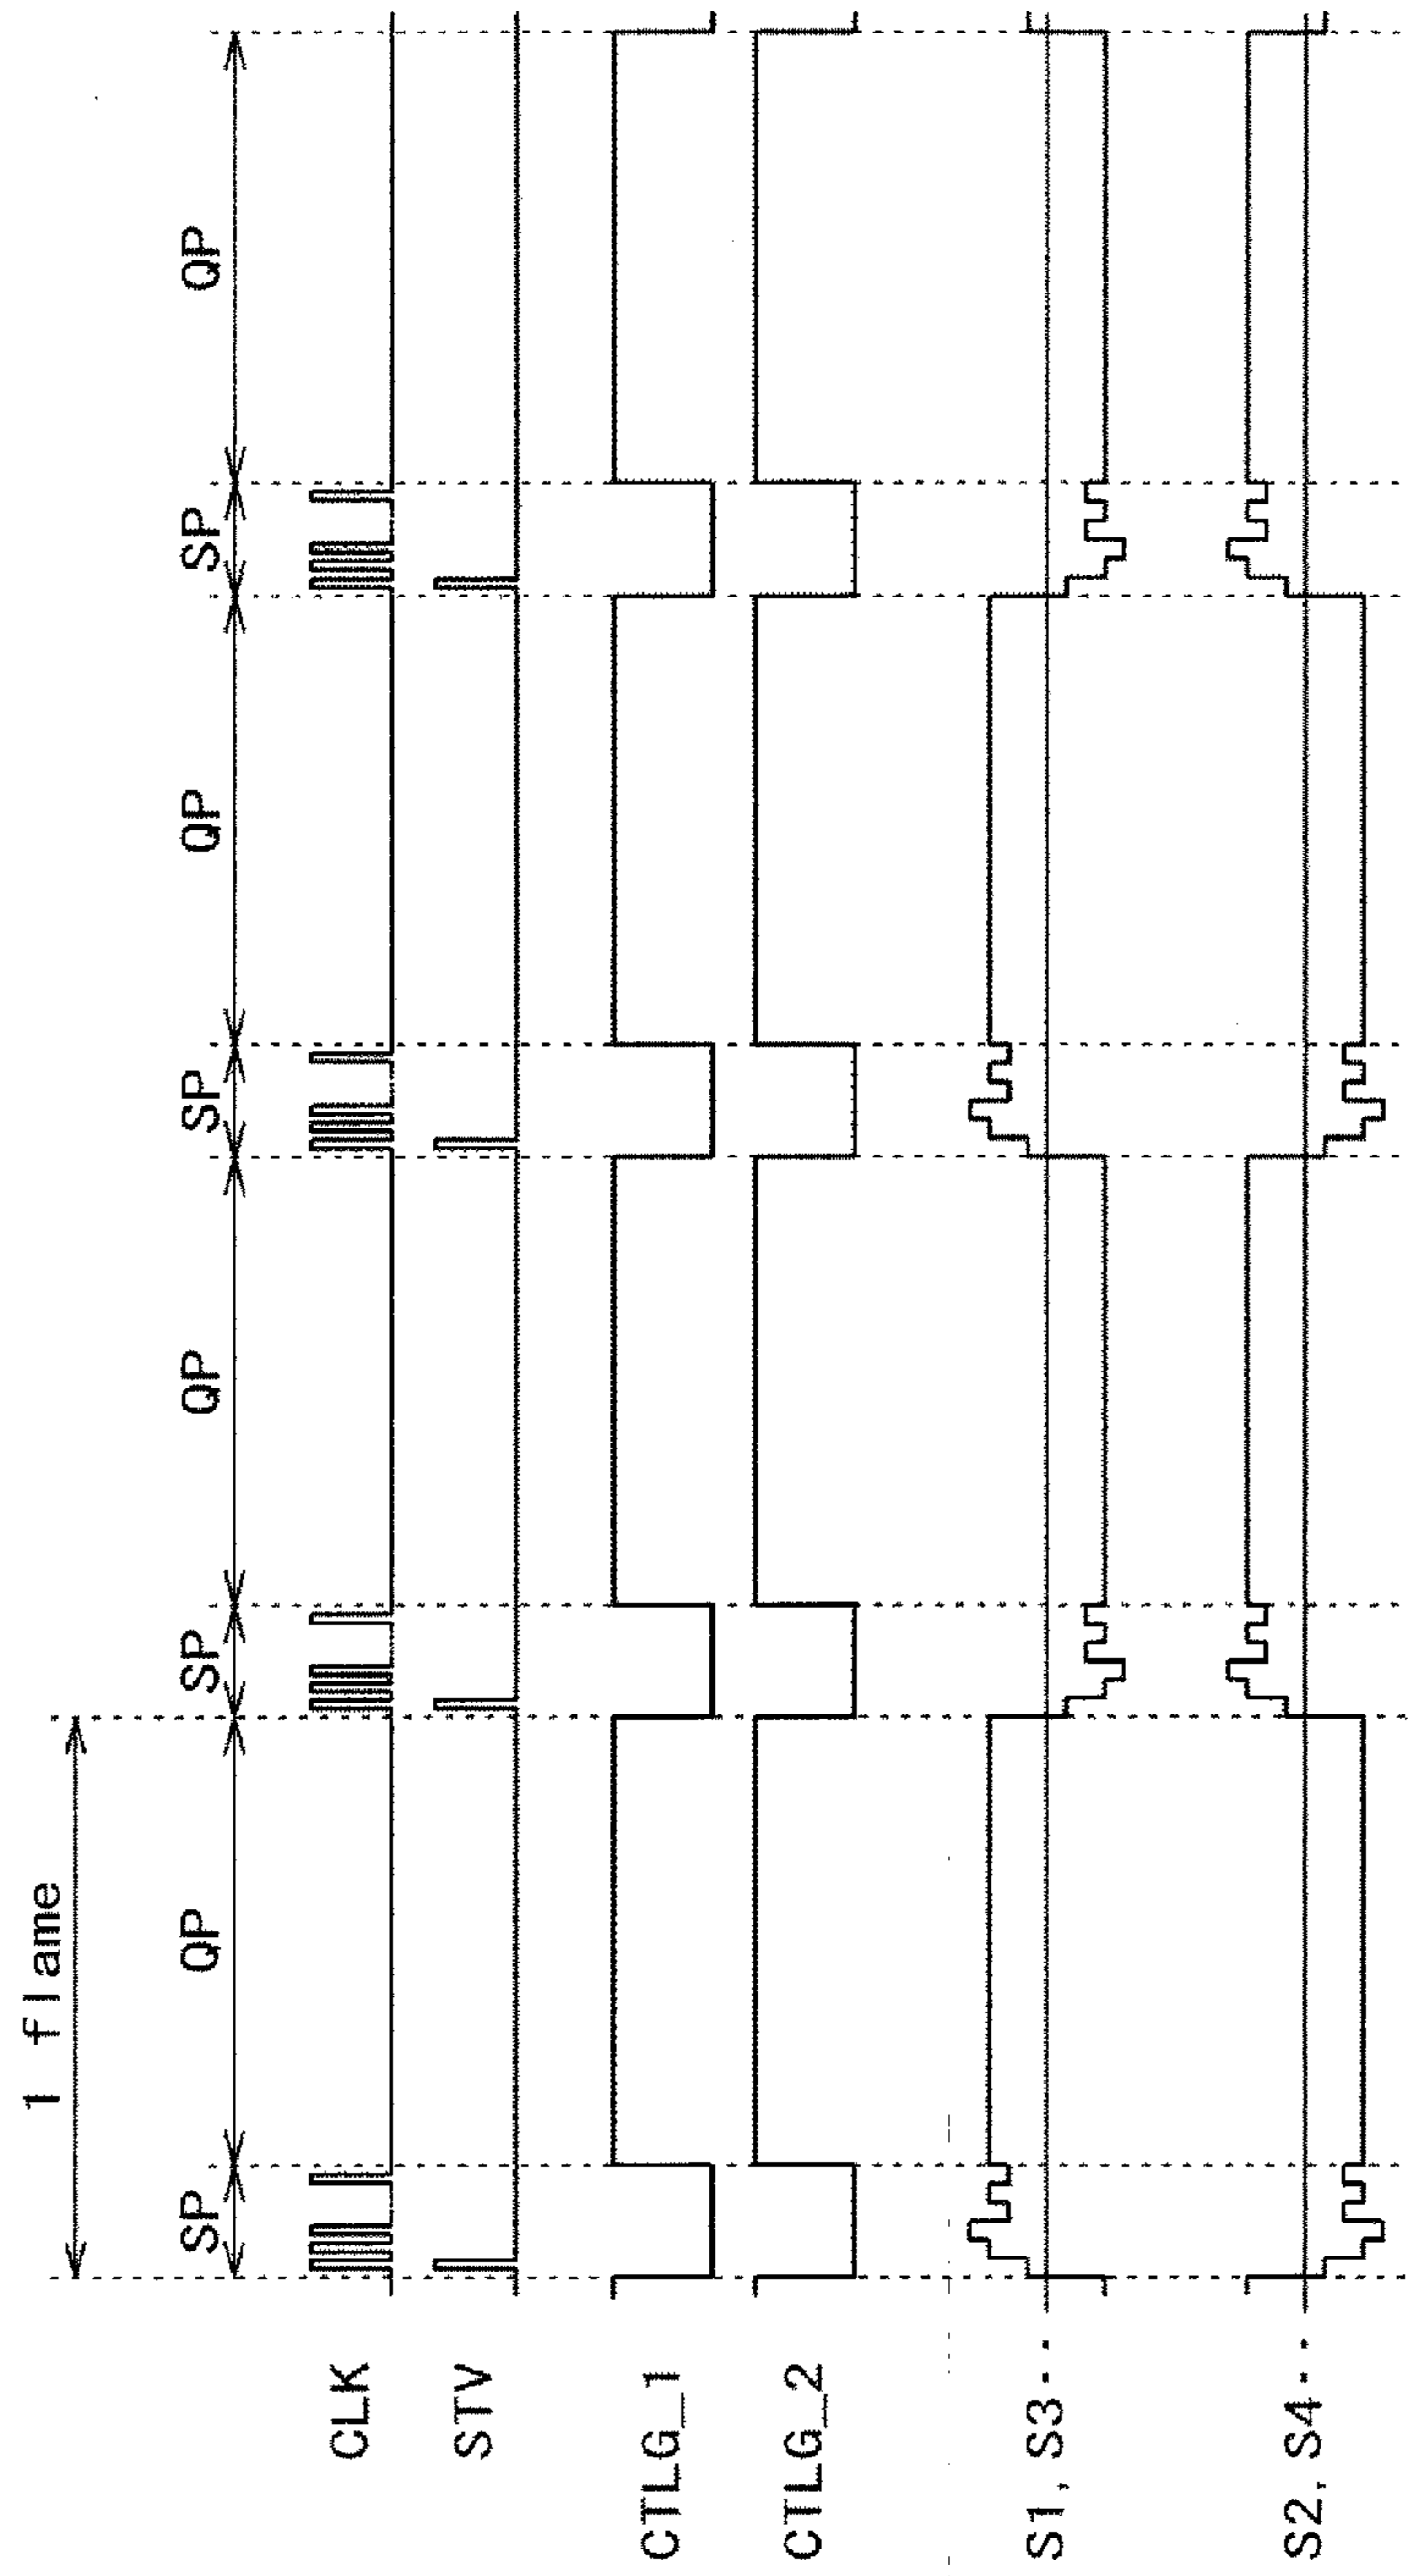 1 flame
SP QP SP QP SP QP SP QP
CLK
STV
CTLG_1
CTLG_2
S1, S3 - -
S2, S4 - -